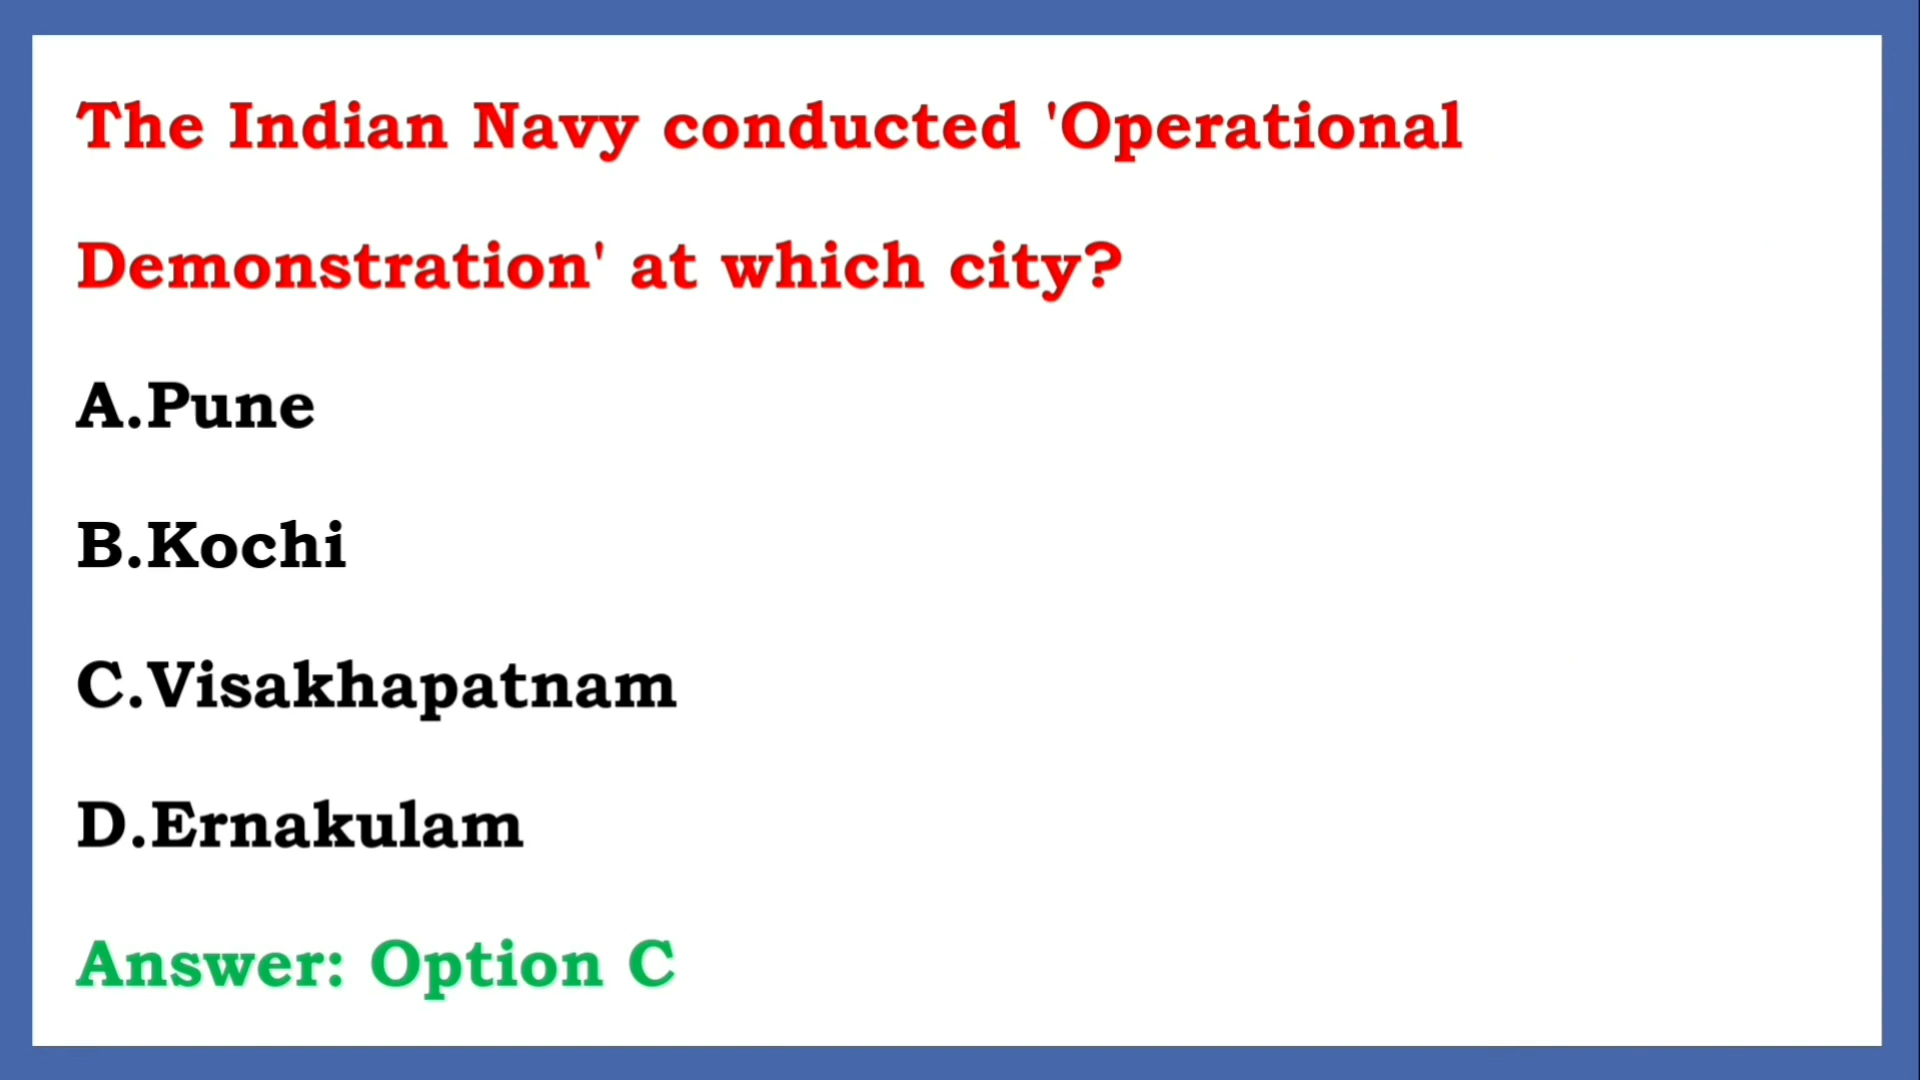 The Indian Navy conducted 'Operational
Demonstration' at which city?
A.Pune
B.Kochi
C.Visakhapatnam
D.Ernakulam
Answer: Option C